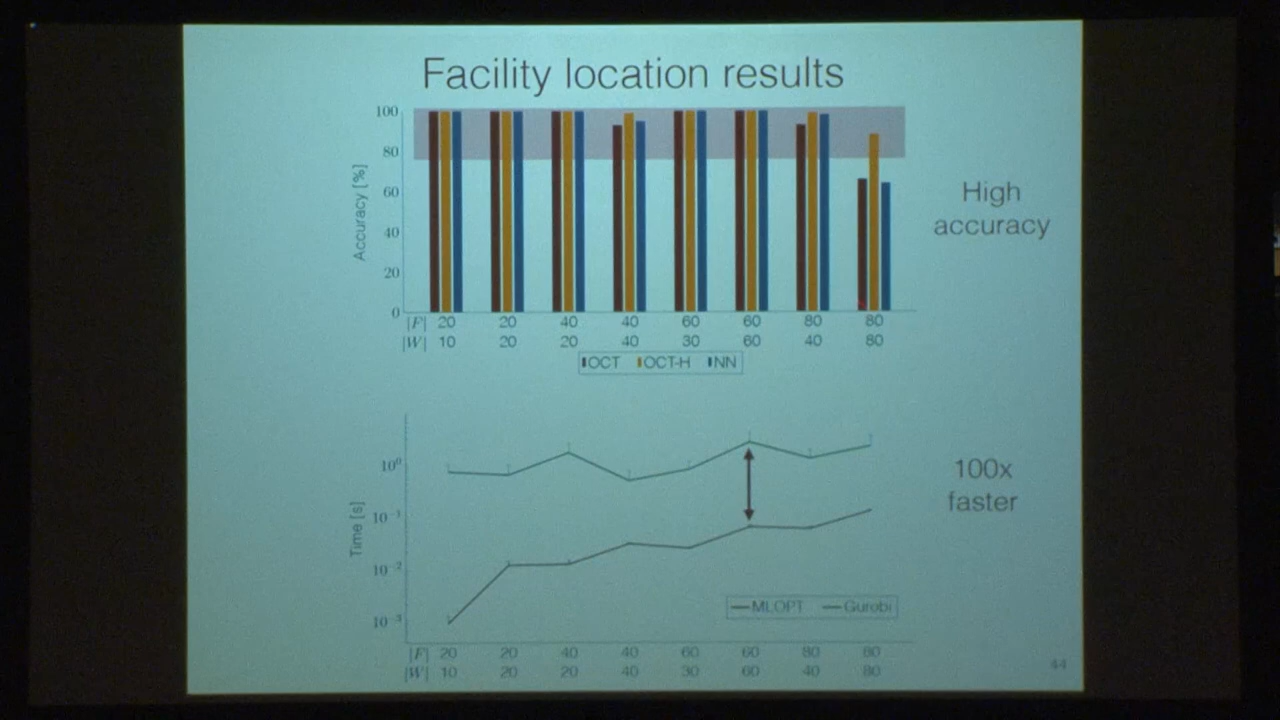 Facility location results
100
80
60
40
20
0
Accuracy [%]
|F| 20 20 40 40 60 60 80 80
|W| 10 20 20 40 30 60 40 80
OCT OCT-H NN
High
accuracy
10⁰
10⁻¹
10⁻²
10⁻³
Time [s]
MLOPT Gurobi
|F| 20 20 40 40 60 60 80 80
|W| 10 20 20 40 30 60 40 80
100x
faster
44